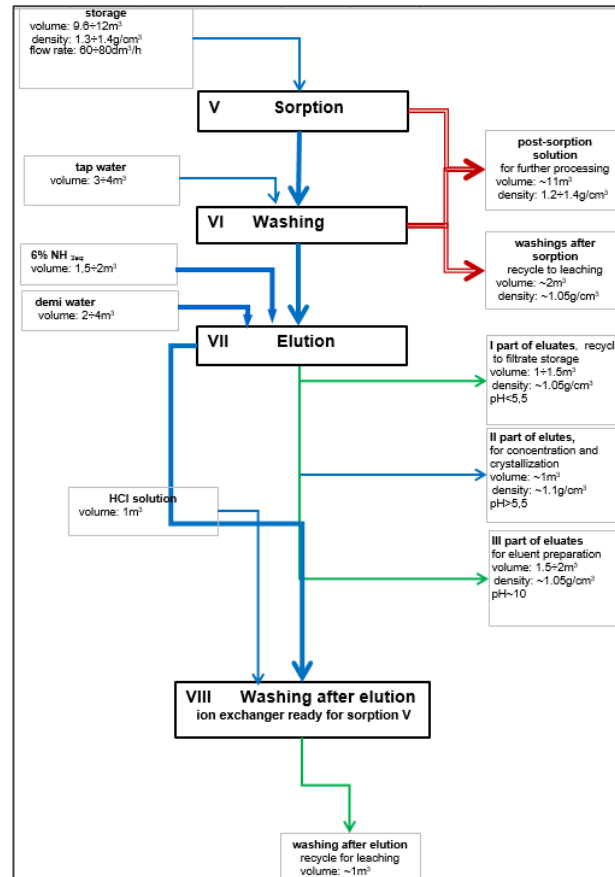 storage
volume: 9.6÷12m³
density: 1.3÷1.4g/cm³
flow rate: 60÷80dm³/h
V Sorption
post-sorption
solution
for further processing
volume: ~11m³
density: 1.2÷1.4g/cm³
tap water
volume: 3÷4m³
VI Washing
washings after
sorption
recycle to leaching
volume: ~2m³
density: ~1.05g/cm³
6% NH 3aq
volume: 1,5÷2m³
demi water
volume: 2÷4m³
VII Elution
I part of eluates, recycle
to filtrate storage
volume: 1÷1.5m³
density: ~1.05g/cm³
pH<5,5
II part of elutes,
for concentration and
crystallization
volume: ~1m³
density: ~1.1g/cm³
pH>5,5
HCl solution
volume: 1m³
III part of eluates
for eluent preparation
volume: 1.5÷2m³
density: ~1.05g/cm³
pH~10
VIII Washing after elution
ion exchanger ready for sorption V
washing after elution
recycle for leaching
volume: ~1m³